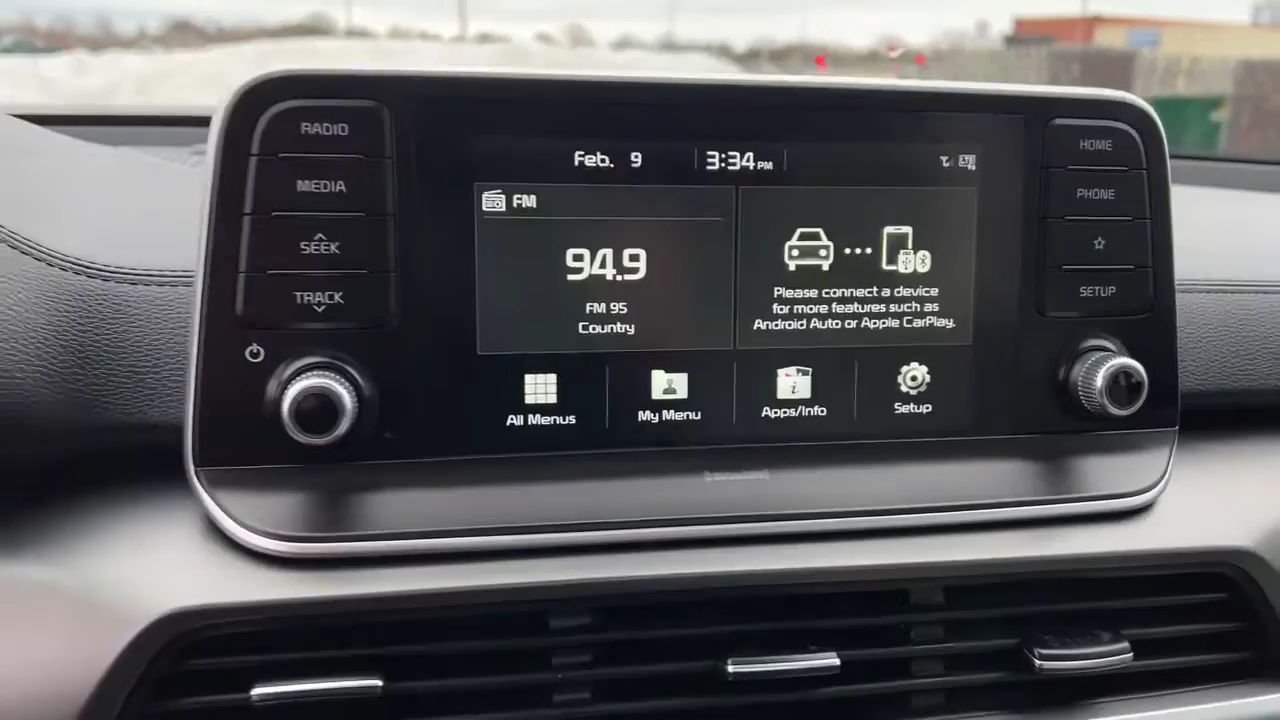 RADIO
MEDIA
SEEK
TRACK
Feb. 9
3:34 PM
LTE
FM
94.9
FM 95
Country
Please connect a device
for more features such as
Android Auto or Apple CarPlay.
All Menus
My Menu
Apps/Info
Setup
HOME
PHONE
SETUP